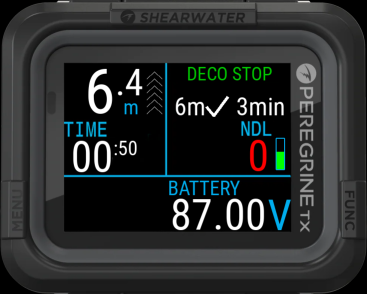 SHEARWATER
6.4
m
DECO STOP
6m✓ 3min
TIME
00:50
NDL
0
BATTERY
87.00V
PEREGRINE TX
MENU
FUNC